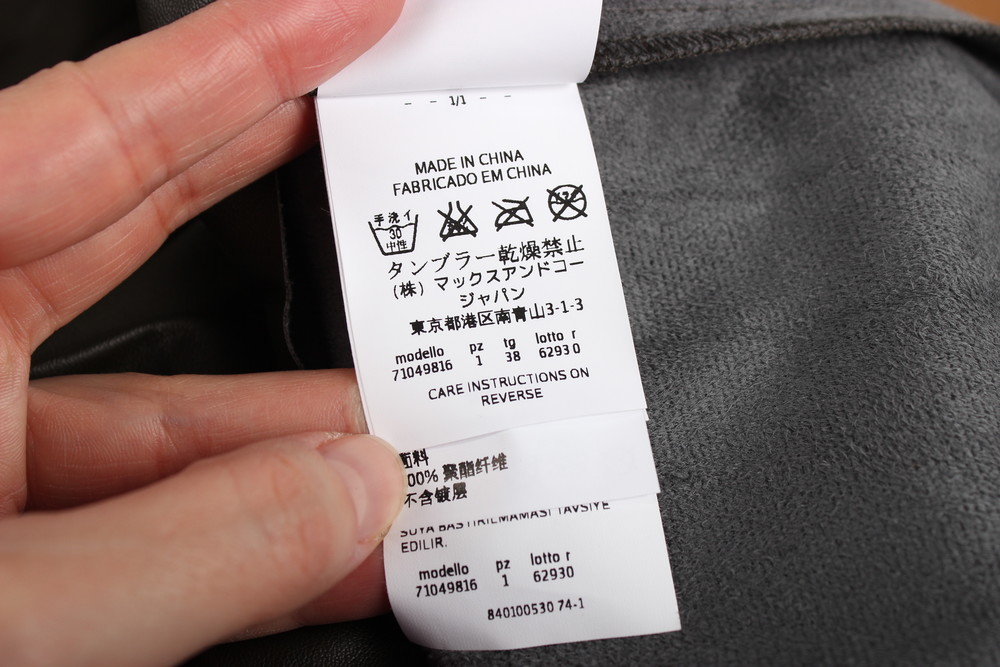 - - 1/1 - -
MADE IN CHINA
FABRICADO EM CHINA
手洗イ
30
中性
タンブラー乾燥禁止
(株) マックスアンドコー
ジャパン
東京都港区南青山3-1-3
modello pz tg lotto r
71049816 1 38 6293 0
CARE INSTRUCTIONS ON
REVERSE
面料
00% 聚酯纤维
不含镀层
SUYA BASTIRILMAMASI TAVSIYE
EDILIR.
modello pz lotto r
71049816 1 62930
840100530 74-1